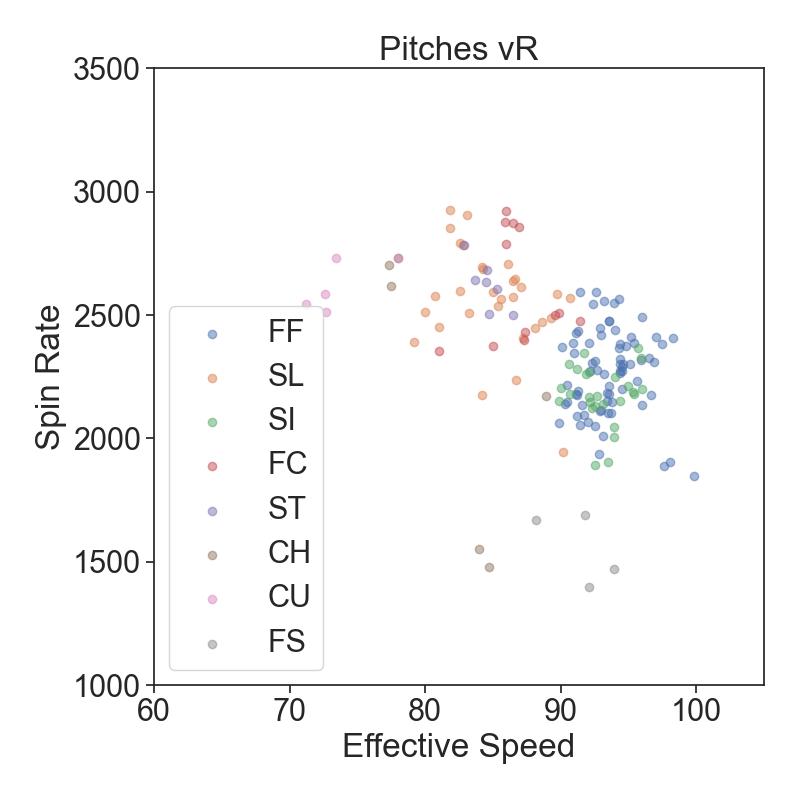 Pitches vR
3500
3000
2500
2000
1500
1000
Spin Rate
FF
SL
SI
FC
ST
CH
CU
FS
60 70 80 90 100
Effective Speed